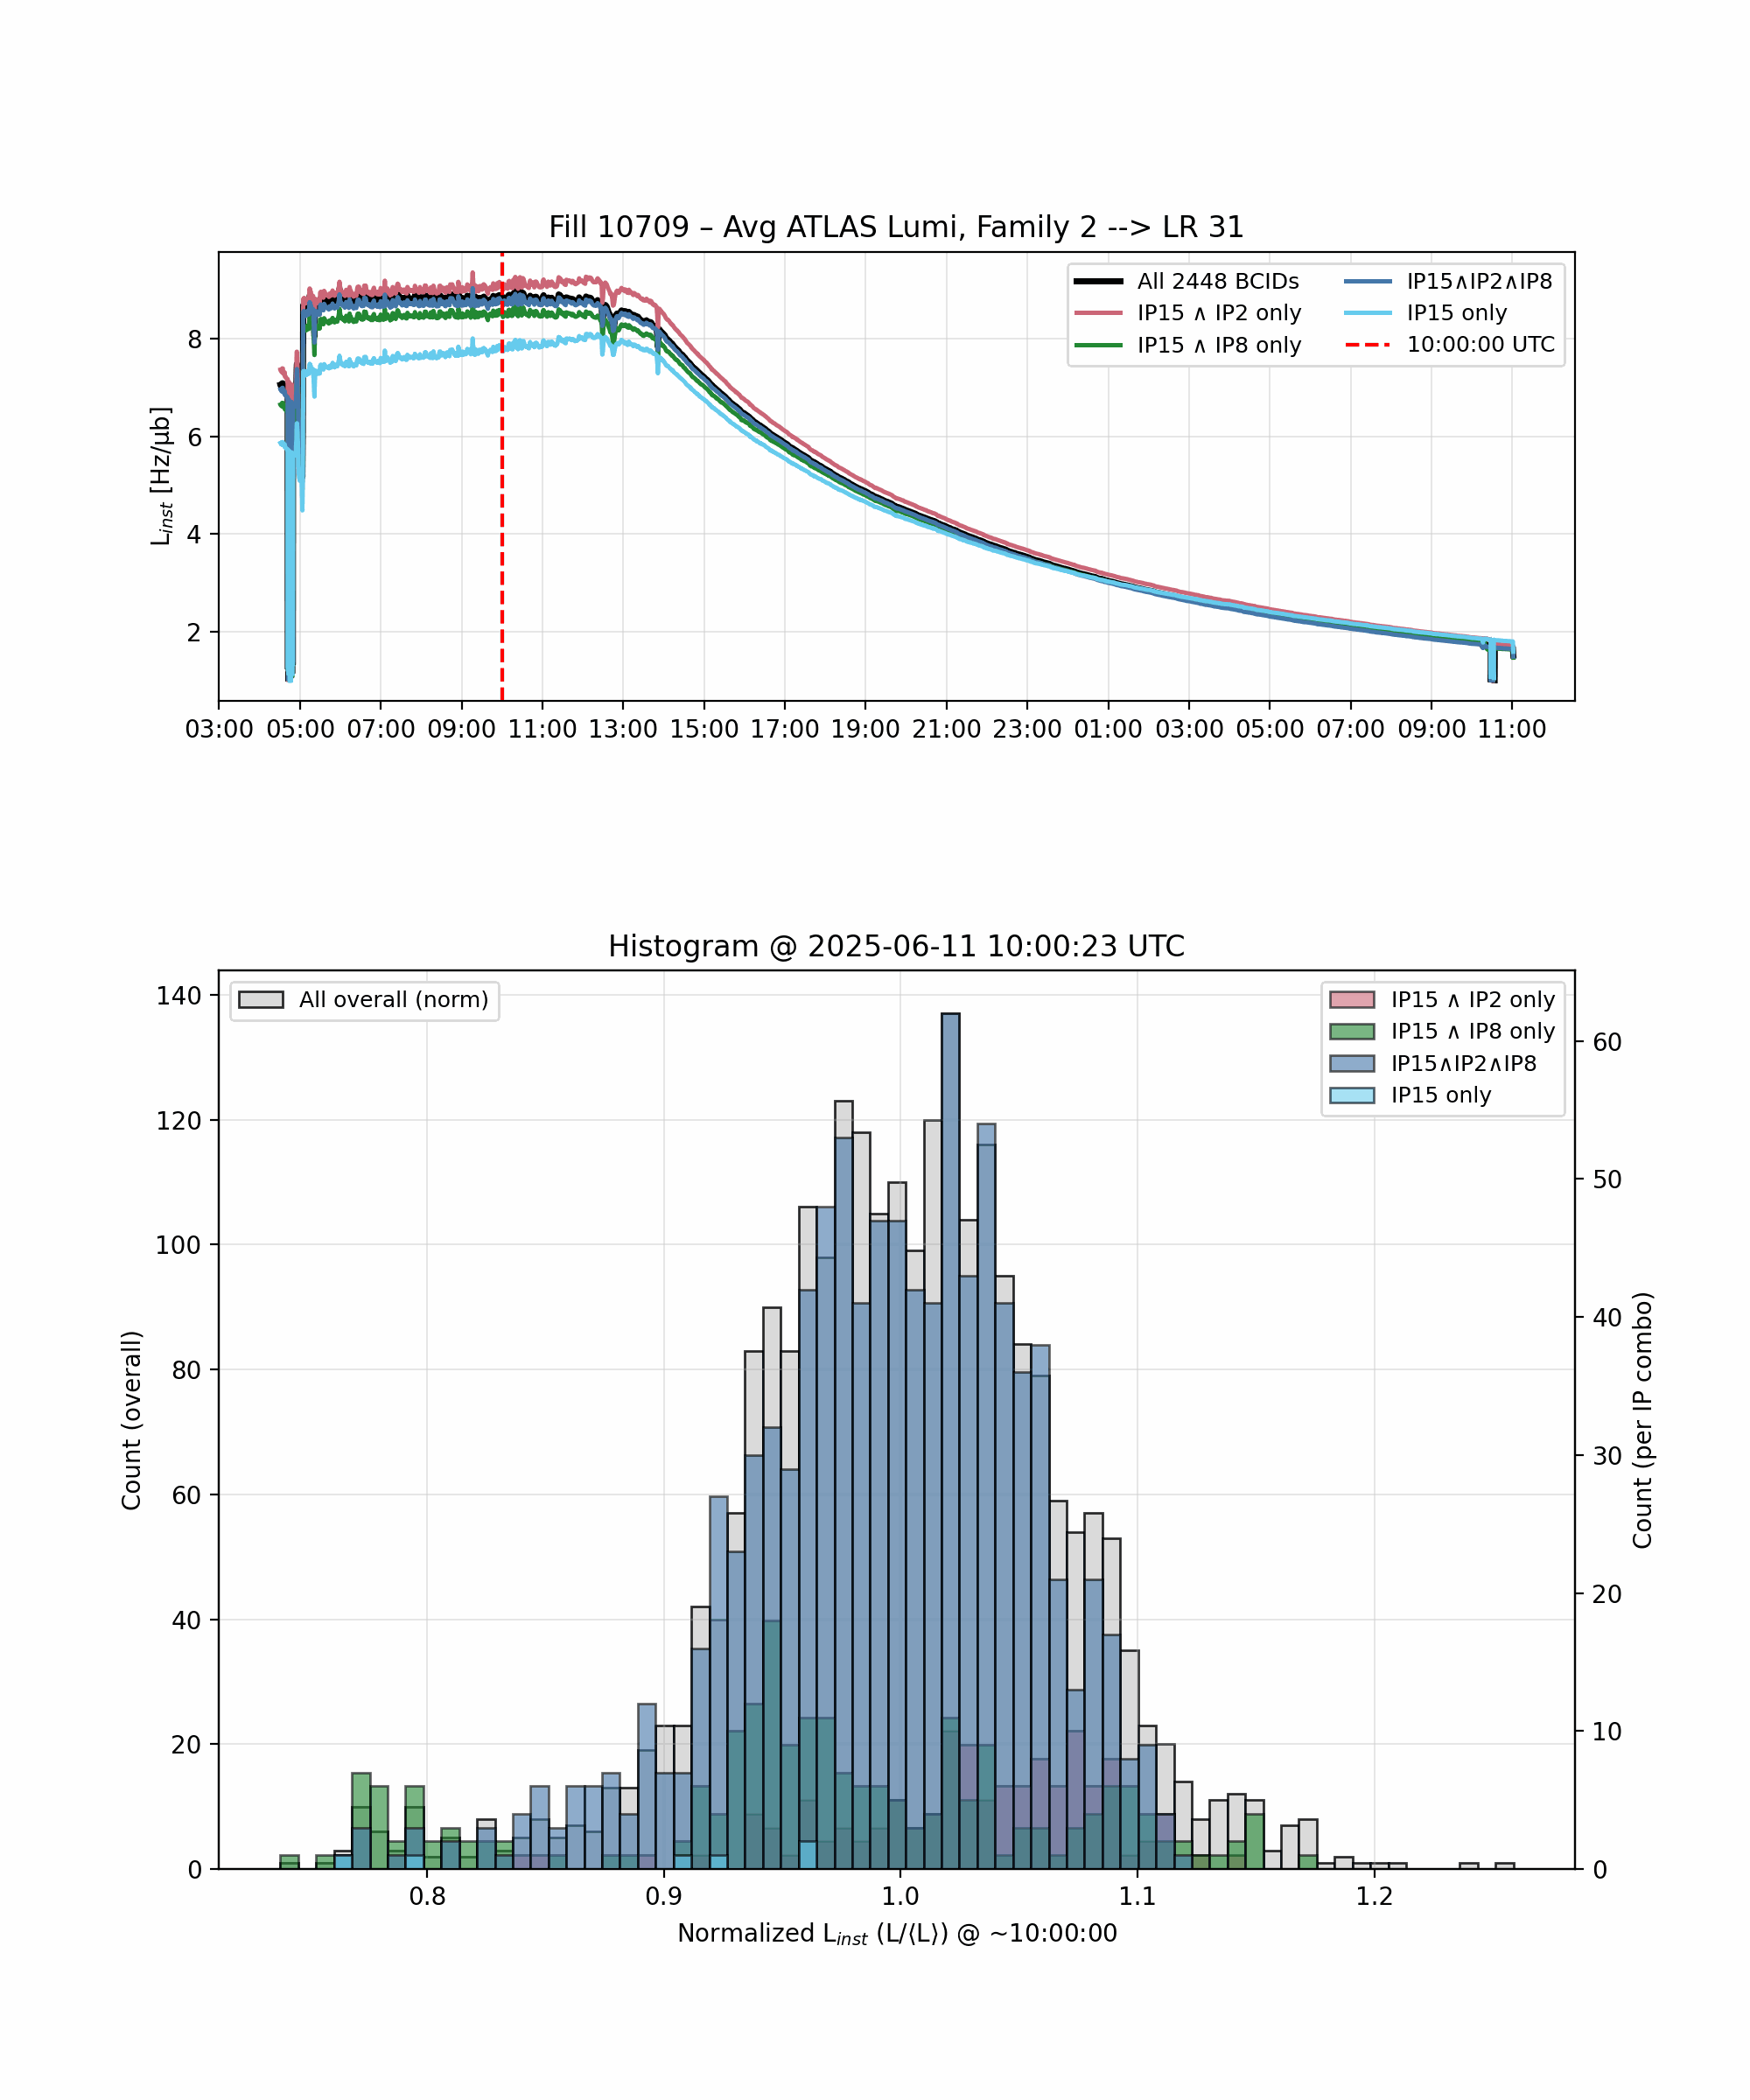 Fill 10709 – Avg ATLAS Lumi, Family 2 --> LR 31
All 2448 BCIDs
IP15 ∧ IP2 only
IP15 ∧ IP8 only
IP15∧IP2∧IP8
IP15 only
10:00:00 UTC
L_inst [Hz/μb]
8
6
4
2
03:00 05:00 07:00 09:00 11:00 13:00 15:00 17:00 19:00 21:00 23:00 01:00 03:00 05:00 07:00 09:00 11:00
Histogram @ 2025-06-11 10:00:23 UTC
All overall (norm)
IP15 ∧ IP2 only
IP15 ∧ IP8 only
IP15∧IP2∧IP8
IP15 only
Count (overall)
140
120
100
80
60
40
20
0
Count (per IP combo)
60
50
40
30
20
10
0
0.8 0.9 1.0 1.1 1.2
Normalized L_inst (L/⟨L⟩) @ ~10:00:00